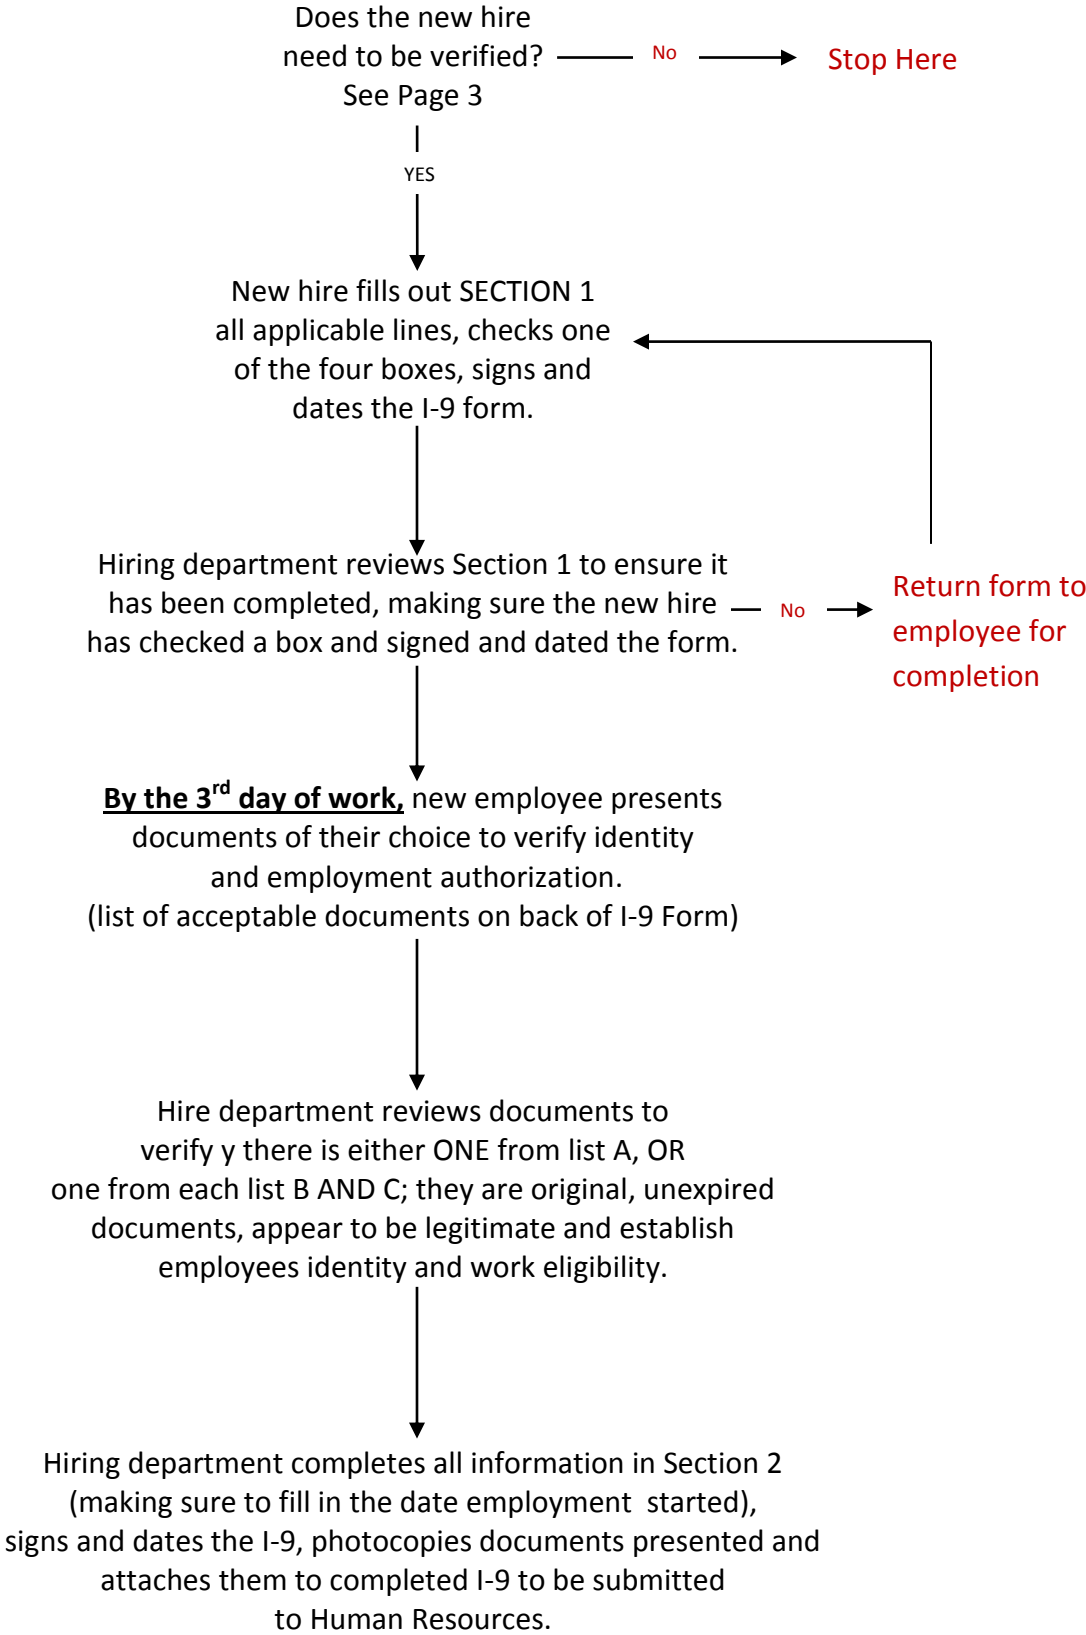 Does the new hire
need to be verified?
See Page 3
No
Stop Here
YES
New hire fills out SECTION 1
all applicable lines, checks one
of the four boxes, signs and
dates the I-9 form.
Hiring department reviews Section 1 to ensure it
has been completed, making sure the new hire
has checked a box and signed and dated the form.
No
Return form to
employee for
completion
By the 3rd day of work, new employee presents
documents of their choice to verify identity
and employment authorization.
(list of acceptable documents on back of I-9 Form)
Hire department reviews documents to
verify y there is either ONE from list A, OR
one from each list B AND C; they are original, unexpired
documents, appear to be legitimate and establish
employees identity and work eligibility.
Hiring department completes all information in Section 2
(making sure to fill in the date employment started),
signs and dates the I-9, photocopies documents presented and
attaches them to completed I-9 to be submitted
to Human Resources.